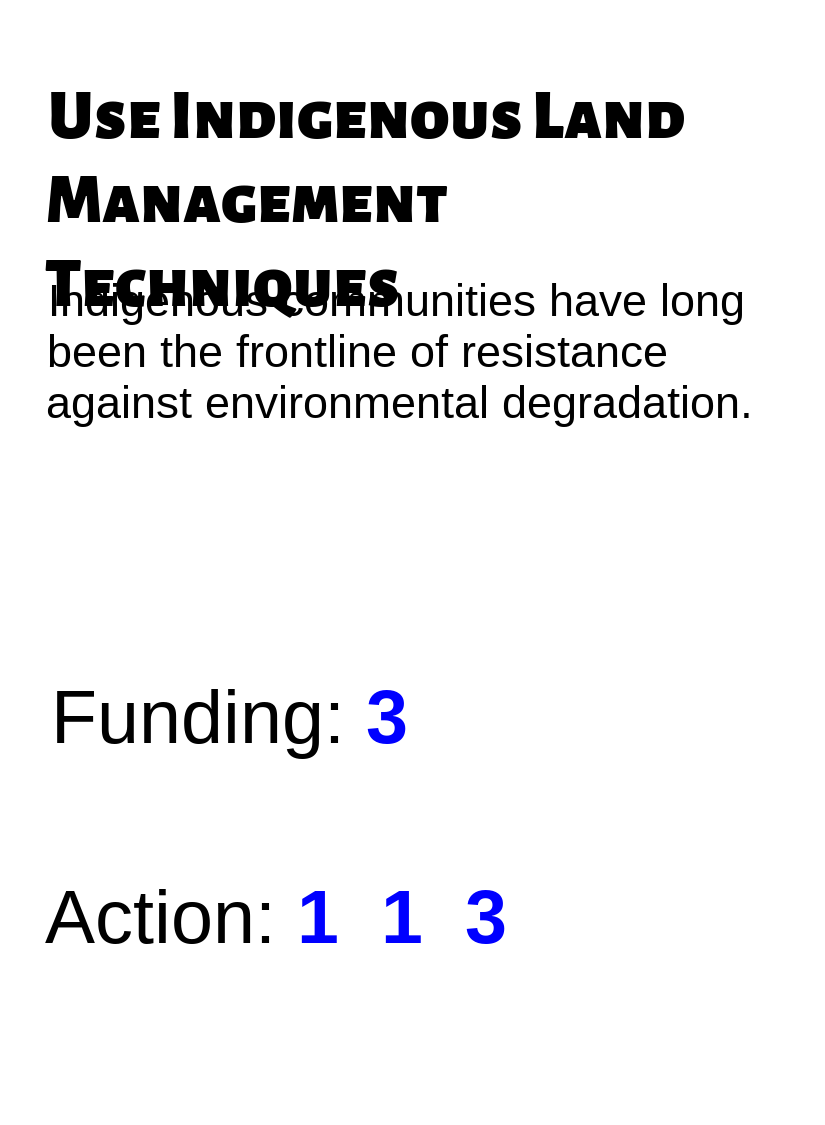 Use Indigenous Land
Management
Techniques
Indigenous communities have long
been the frontline of resistance
against environmental degradation.
Funding: 3
Action: 1 1 3